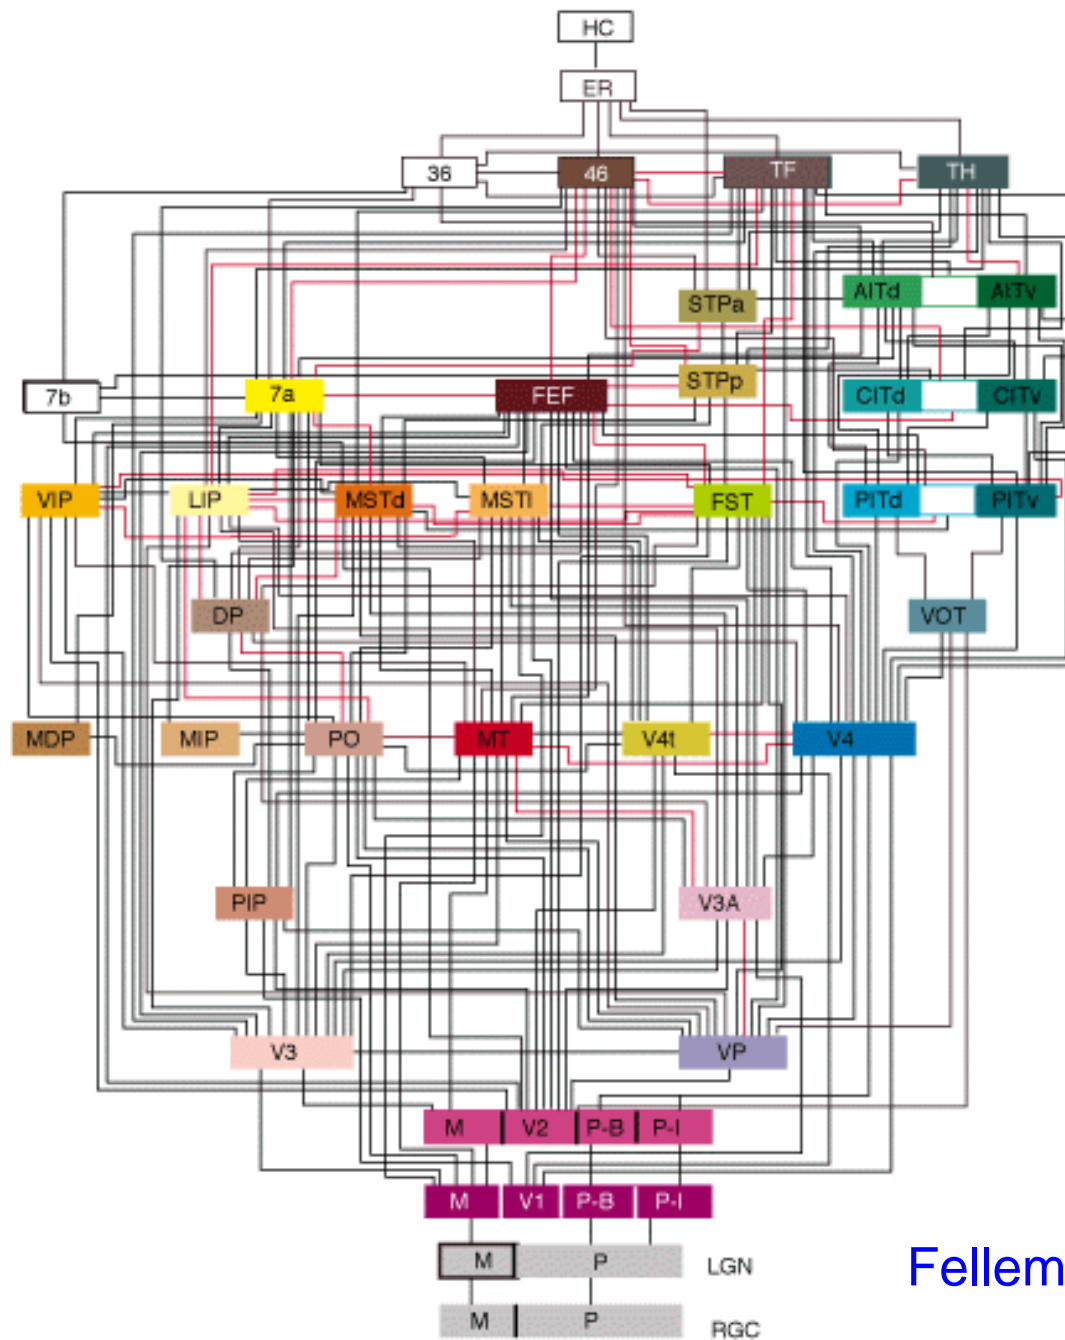 HC
ER
36 46 TF TH
STPa AITd AITv
7b 7a FEF STPp CITd CITv
VIP LIP MSTd MSTl FST PITd PITv
DP VOT
MDP MIP PO MT V4t V4
PIP V3A
V3 VP
M V2 P-B P-I
M V1 P-B P-I
M P LGN
M P RGC
Fellem